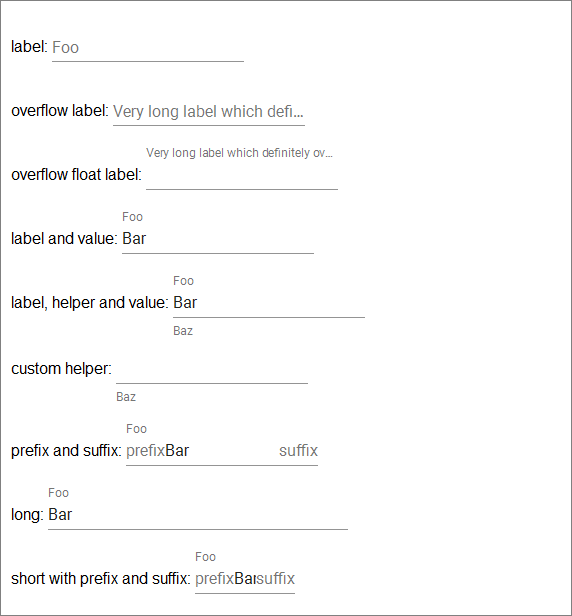 label: Foo
overflow label: Very long label which defi...
Very long label which definitely ov...
overflow float label:
Foo
label and value: Bar
Foo
label, helper and value: Bar
Baz
custom helper:
Baz
Foo
prefix and suffix: prefixBar suffix
Foo
long: Bar
Foo
short with prefix and suffix: prefixBarsuffix